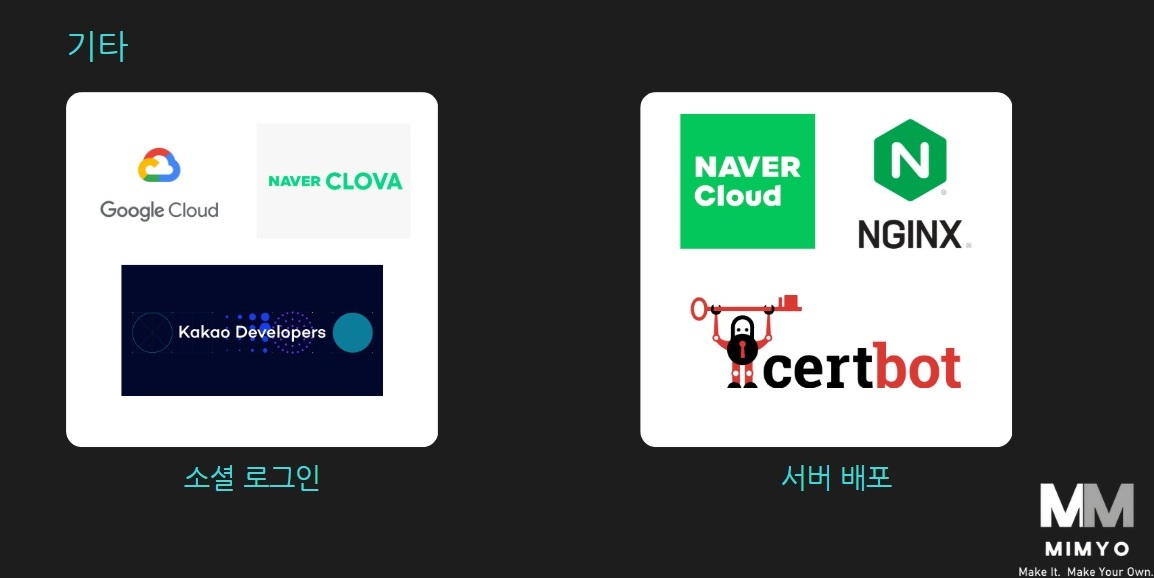 기타
Google Cloud
NAVER CLOVA
Kakao Developers
소셜 로그인
NAVER
Cloud
N
NGINX
certbot
서버 배포
MM
MIMYO
Make It. Make Your Own.